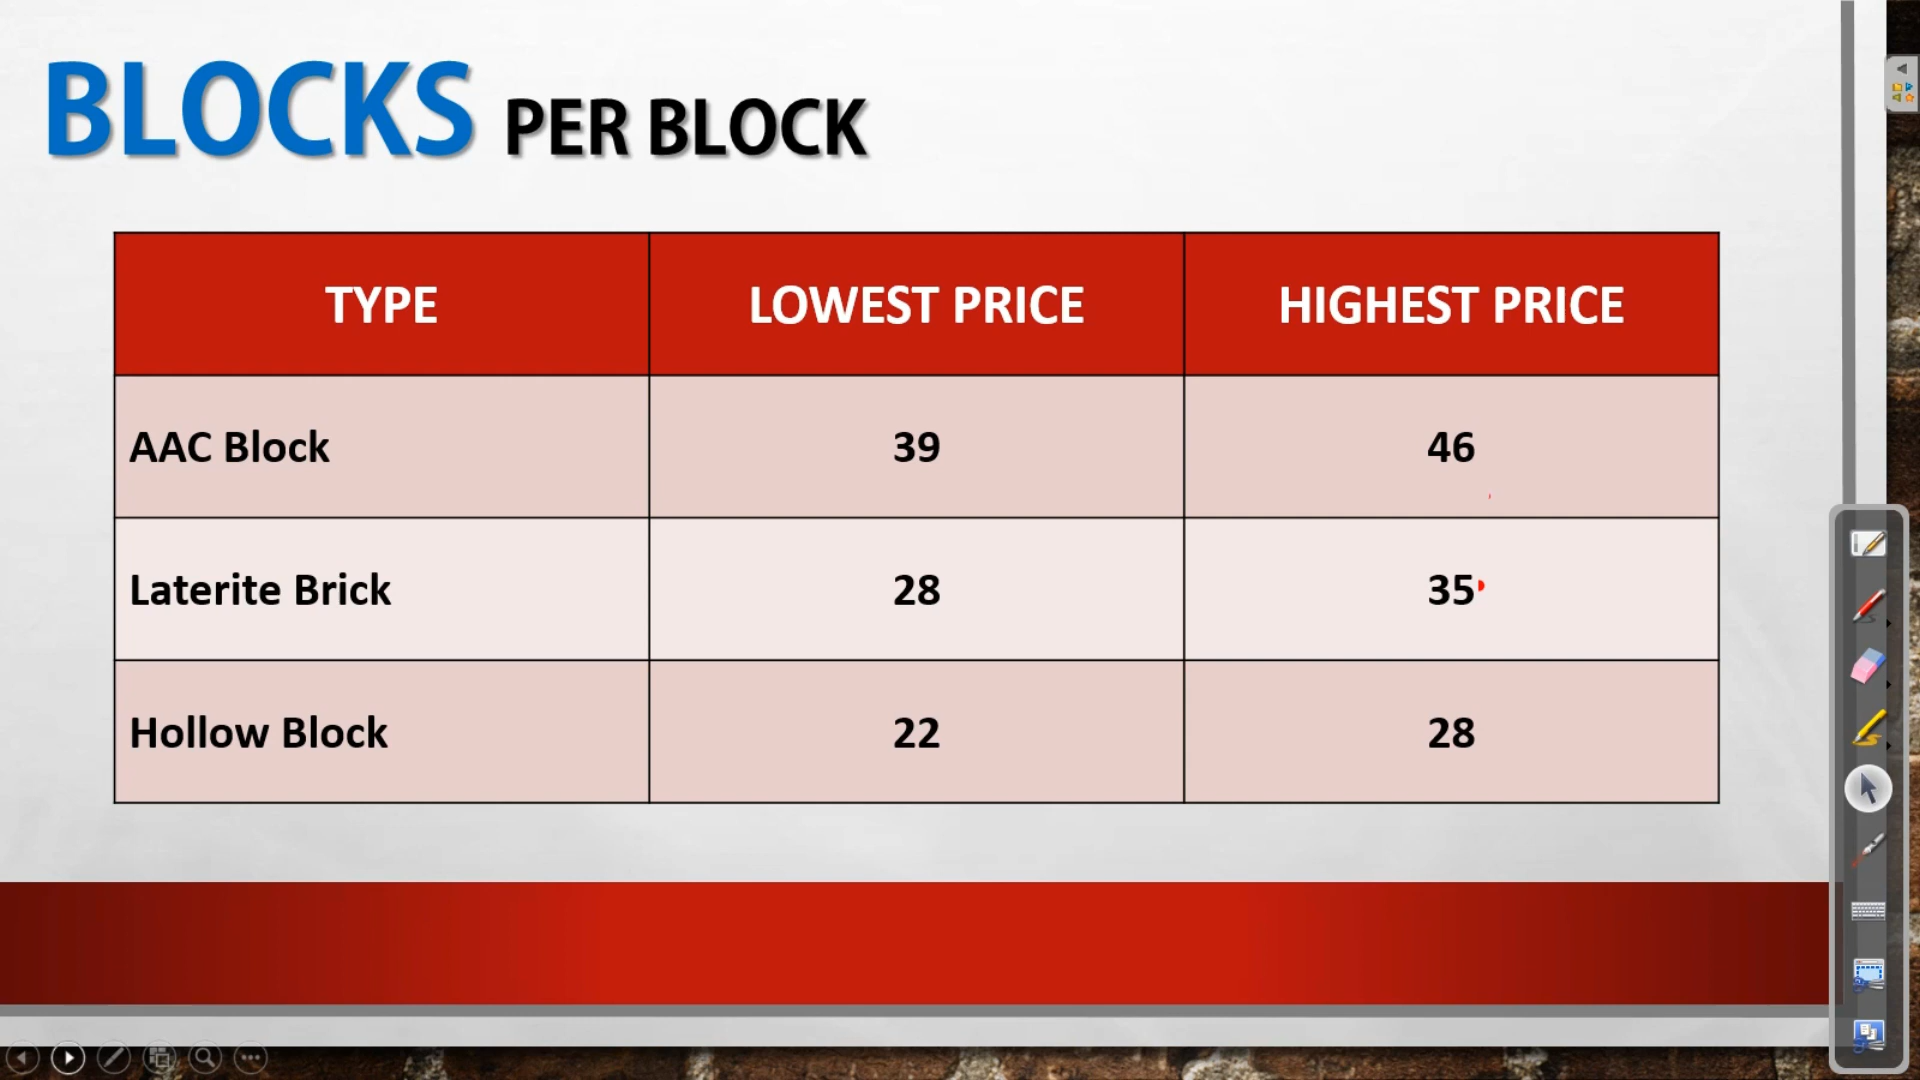 BLOCKS PER BLOCK
TYPE LOWEST PRICE HIGHEST PRICE
AAC Block 39 46
Laterite Brick 28 35
Hollow Block 22 28